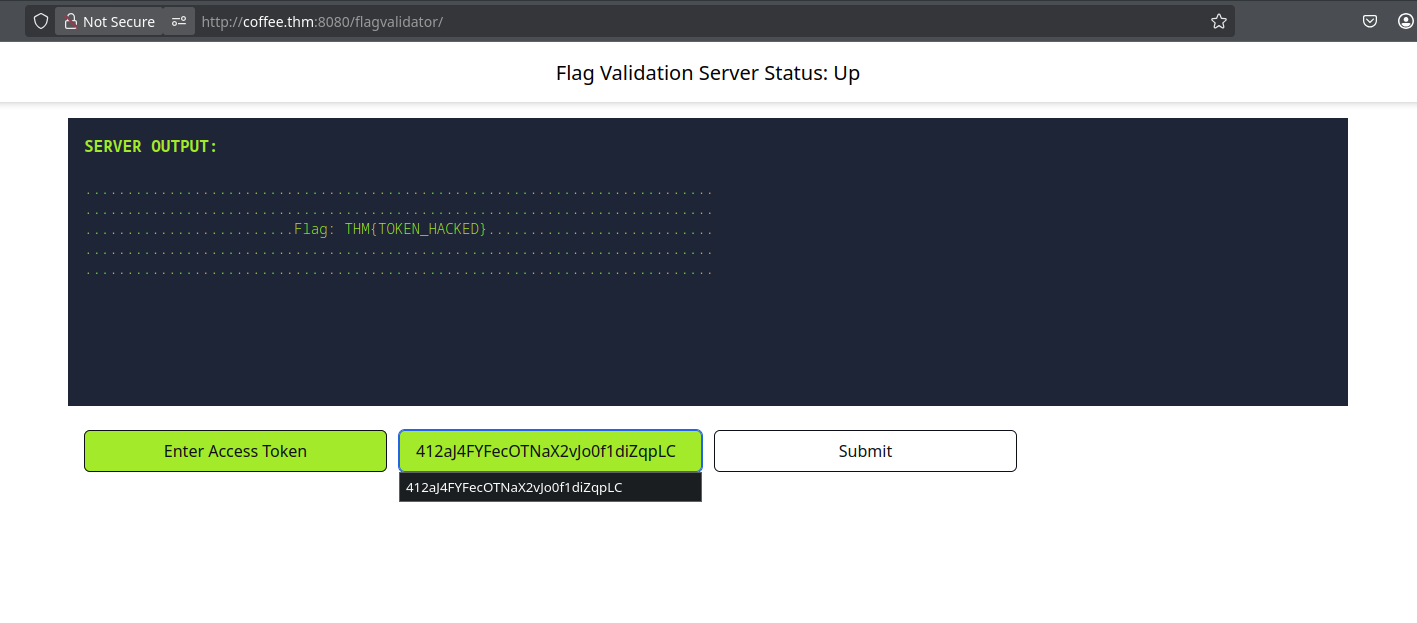 Not Secure http://coffee.thm:8080/flagvalidator/
Flag Validation Server Status: Up
SERVER OUTPUT:
...........................................................................
...........................................................................
.........................Flag: THM{TOKEN_HACKED}...........................
...........................................................................
...........................................................................
Enter Access Token 412aJ4FYFecOTNaX2vJo0f1diZqpLC Submit
412aJ4FYFecOTNaX2vJo0f1diZqpLC